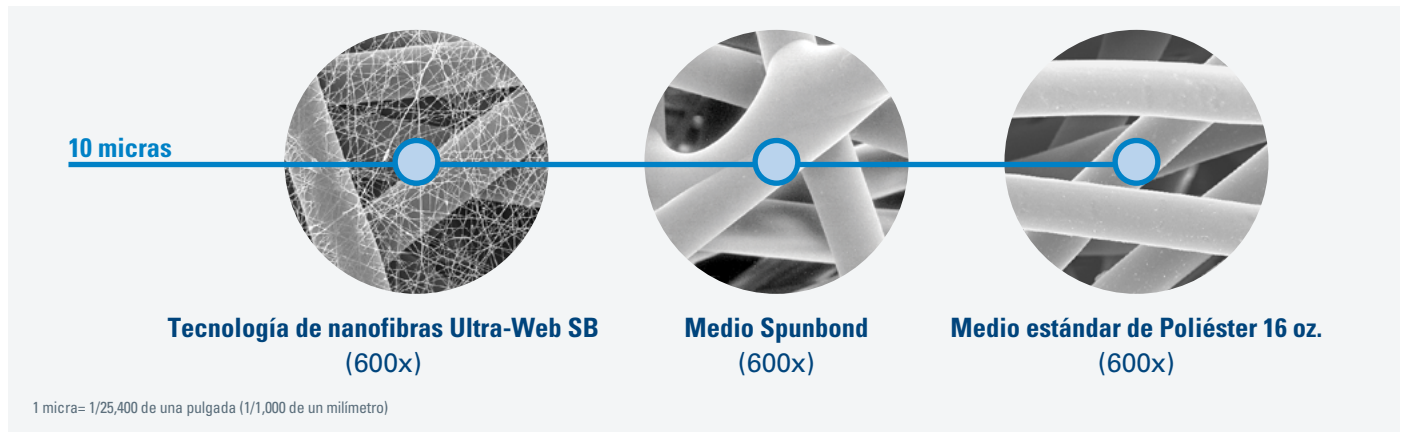 10 micras
Tecnología de nanofibras Ultra-Web SB
(600x)
Medio Spunbond
(600x)
Medio estándar de Poliéster 16 oz.
(600x)
1 micra= 1/25,400 de una pulgada (1/1,000 de un milímetro)